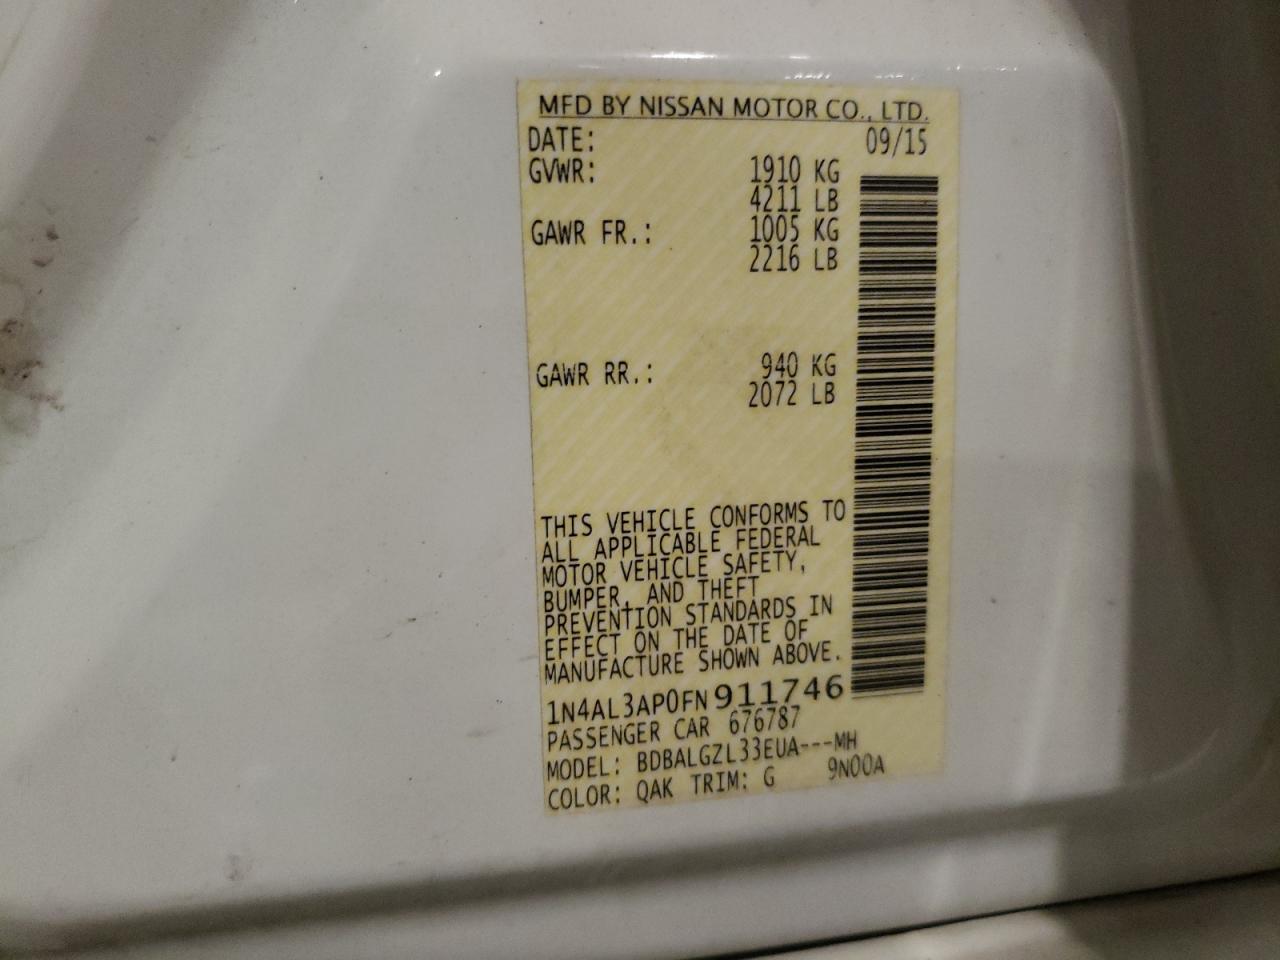 MFD BY NISSAN MOTOR CO., LTD.
DATE: 09/15
GVWR: 1910 KG
4211 LB
GAWR FR.: 1005 KG
2216 LB
GAWR RR.: 940 KG
2072 LB
THIS VEHICLE CONFORMS TO
ALL APPLICABLE FEDERAL
MOTOR VEHICLE SAFETY,
BUMPER, AND THEFT
PREVENTION STANDARDS IN
EFFECT ON THE DATE OF
MANUFACTURE SHOWN ABOVE.
1N4AL3AP0FN911746
PASSENGER CAR 676787
MODEL: BDBALGZL33EUA---MH
COLOR: QAK TRIM: G 9N00A